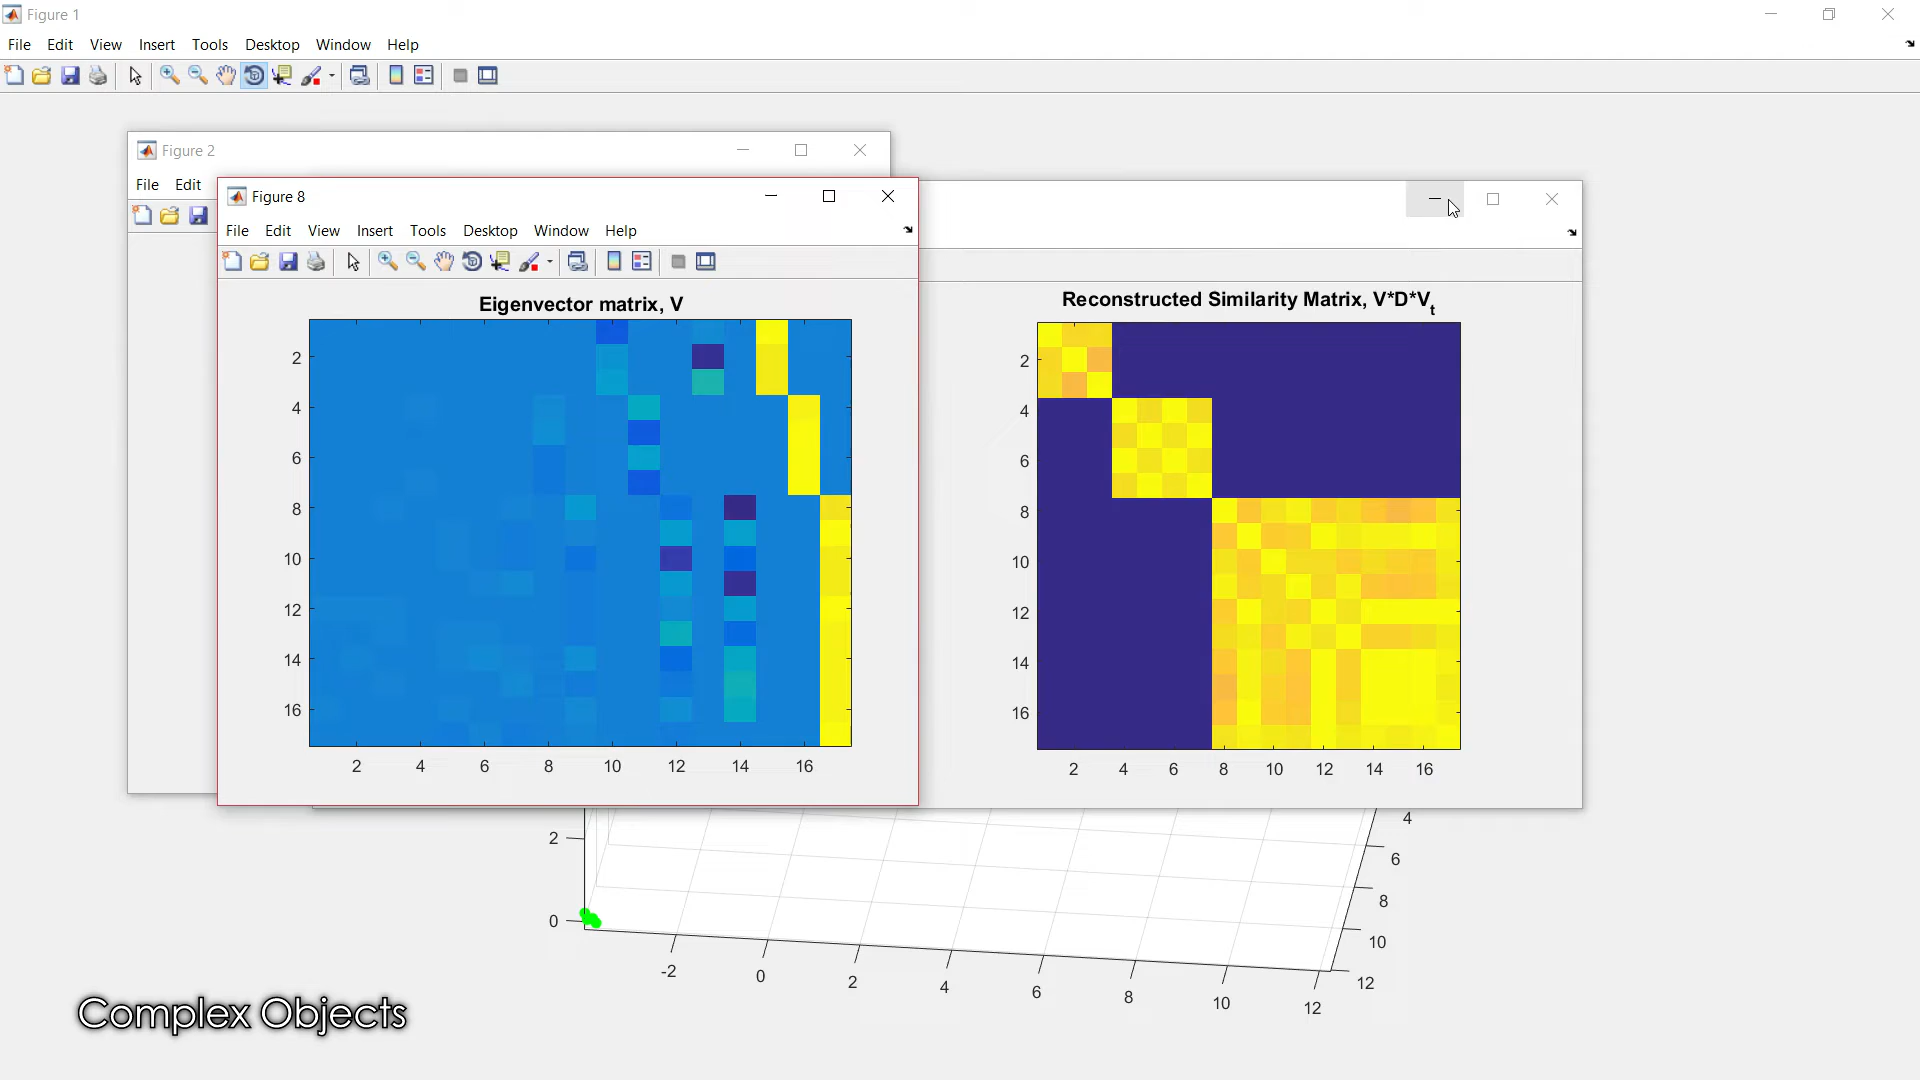 Figure 1
File Edit View Insert Tools Desktop Window Help
Figure 2
File Edit
Figure 8
File Edit View Insert Tools Desktop Window Help
Eigenvector matrix, V
2
4
6
8
10
12
14
16
2 4 6 8 10 12 14 16
Reconstructed Similarity Matrix, V*D*Vt
2
4
6
8
10
12
14
16
2 4 6 8 10 12 14 16
2
0
-2 0 2 4 6 8 10 12
4
6
8
10
12
Complex Objects